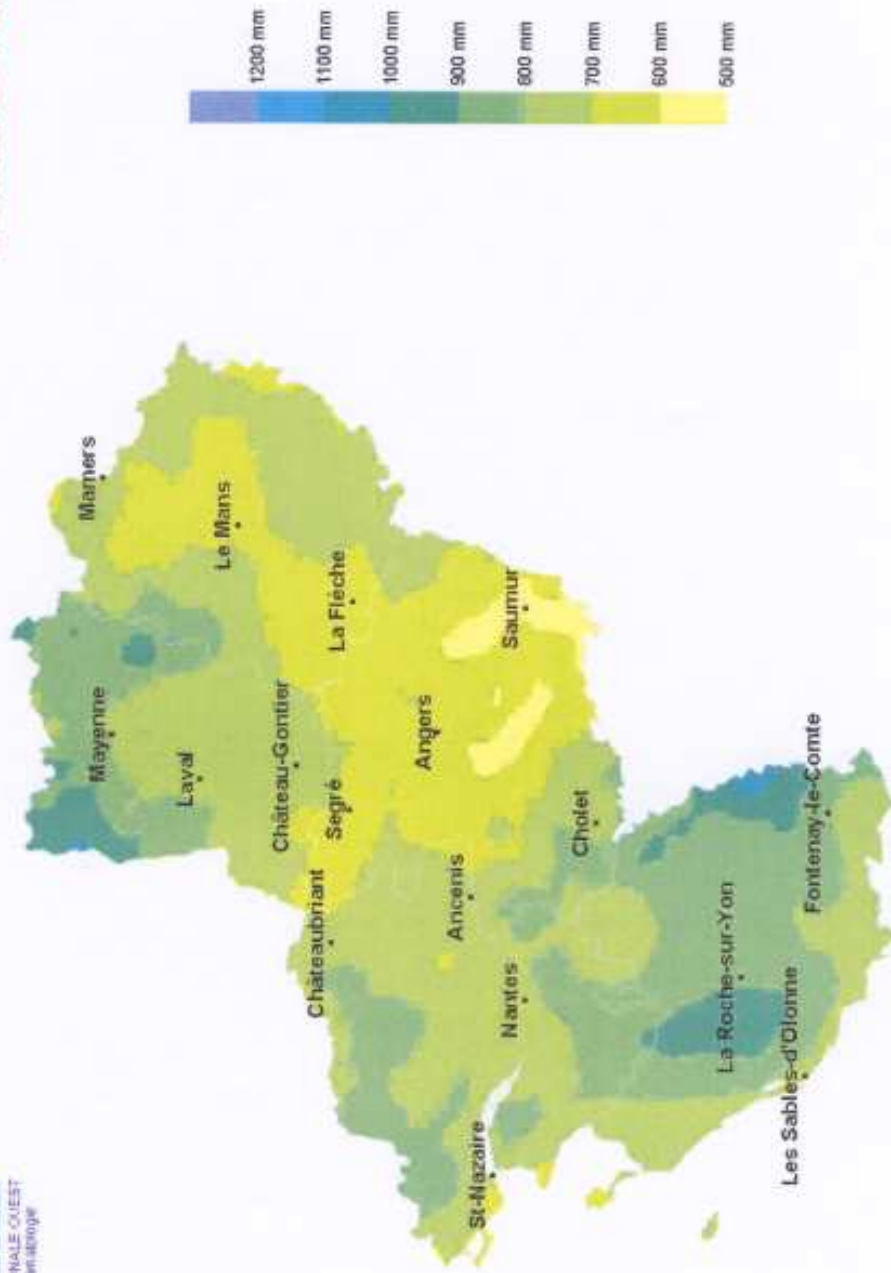 NALE OUEST
1200 mm
1100 mm
1000 mm
900 mm
800 mm
700 mm
600 mm
500 mm
Mamers
Mayenne
Le Mans
Laval
La Flèche
Château-Gontier
Segré
Châteaubriant
Angers
Ancenis
Saumur
St-Nazaire
Nantes
Cholet
La Roche-sur-Yon
Fontenay-le-Comte
Les Sables-d'Olonne